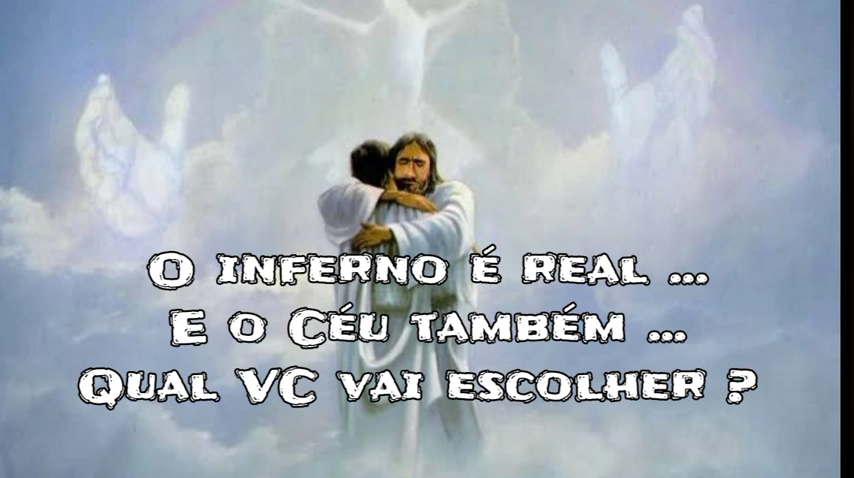 O inferno é real ...
E o Céu também ...
Qual VC vai escolher ?